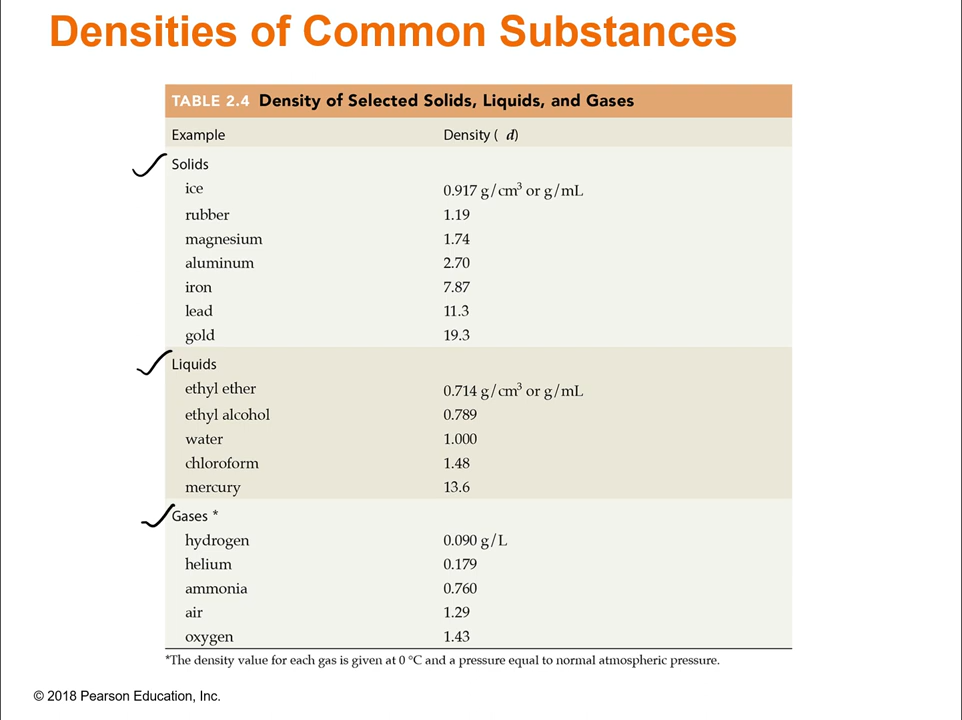 Densities of Common Substances
TABLE 2.4 Density of Selected Solids, Liquids, and Gases
Example Density ( d)
Solids
ice 0.917 g/cm³ or g/mL
rubber 1.19
magnesium 1.74
aluminum 2.70
iron 7.87
lead 11.3
gold 19.3
Liquids
ethyl ether 0.714 g/cm³ or g/mL
ethyl alcohol 0.789
water 1.000
chloroform 1.48
mercury 13.6
Gases *
hydrogen 0.090 g/L
helium 0.179
ammonia 0.760
air 1.29
oxygen 1.43
*The density value for each gas is given at 0 °C and a pressure equal to normal atmospheric pressure.
© 2018 Pearson Education, Inc.